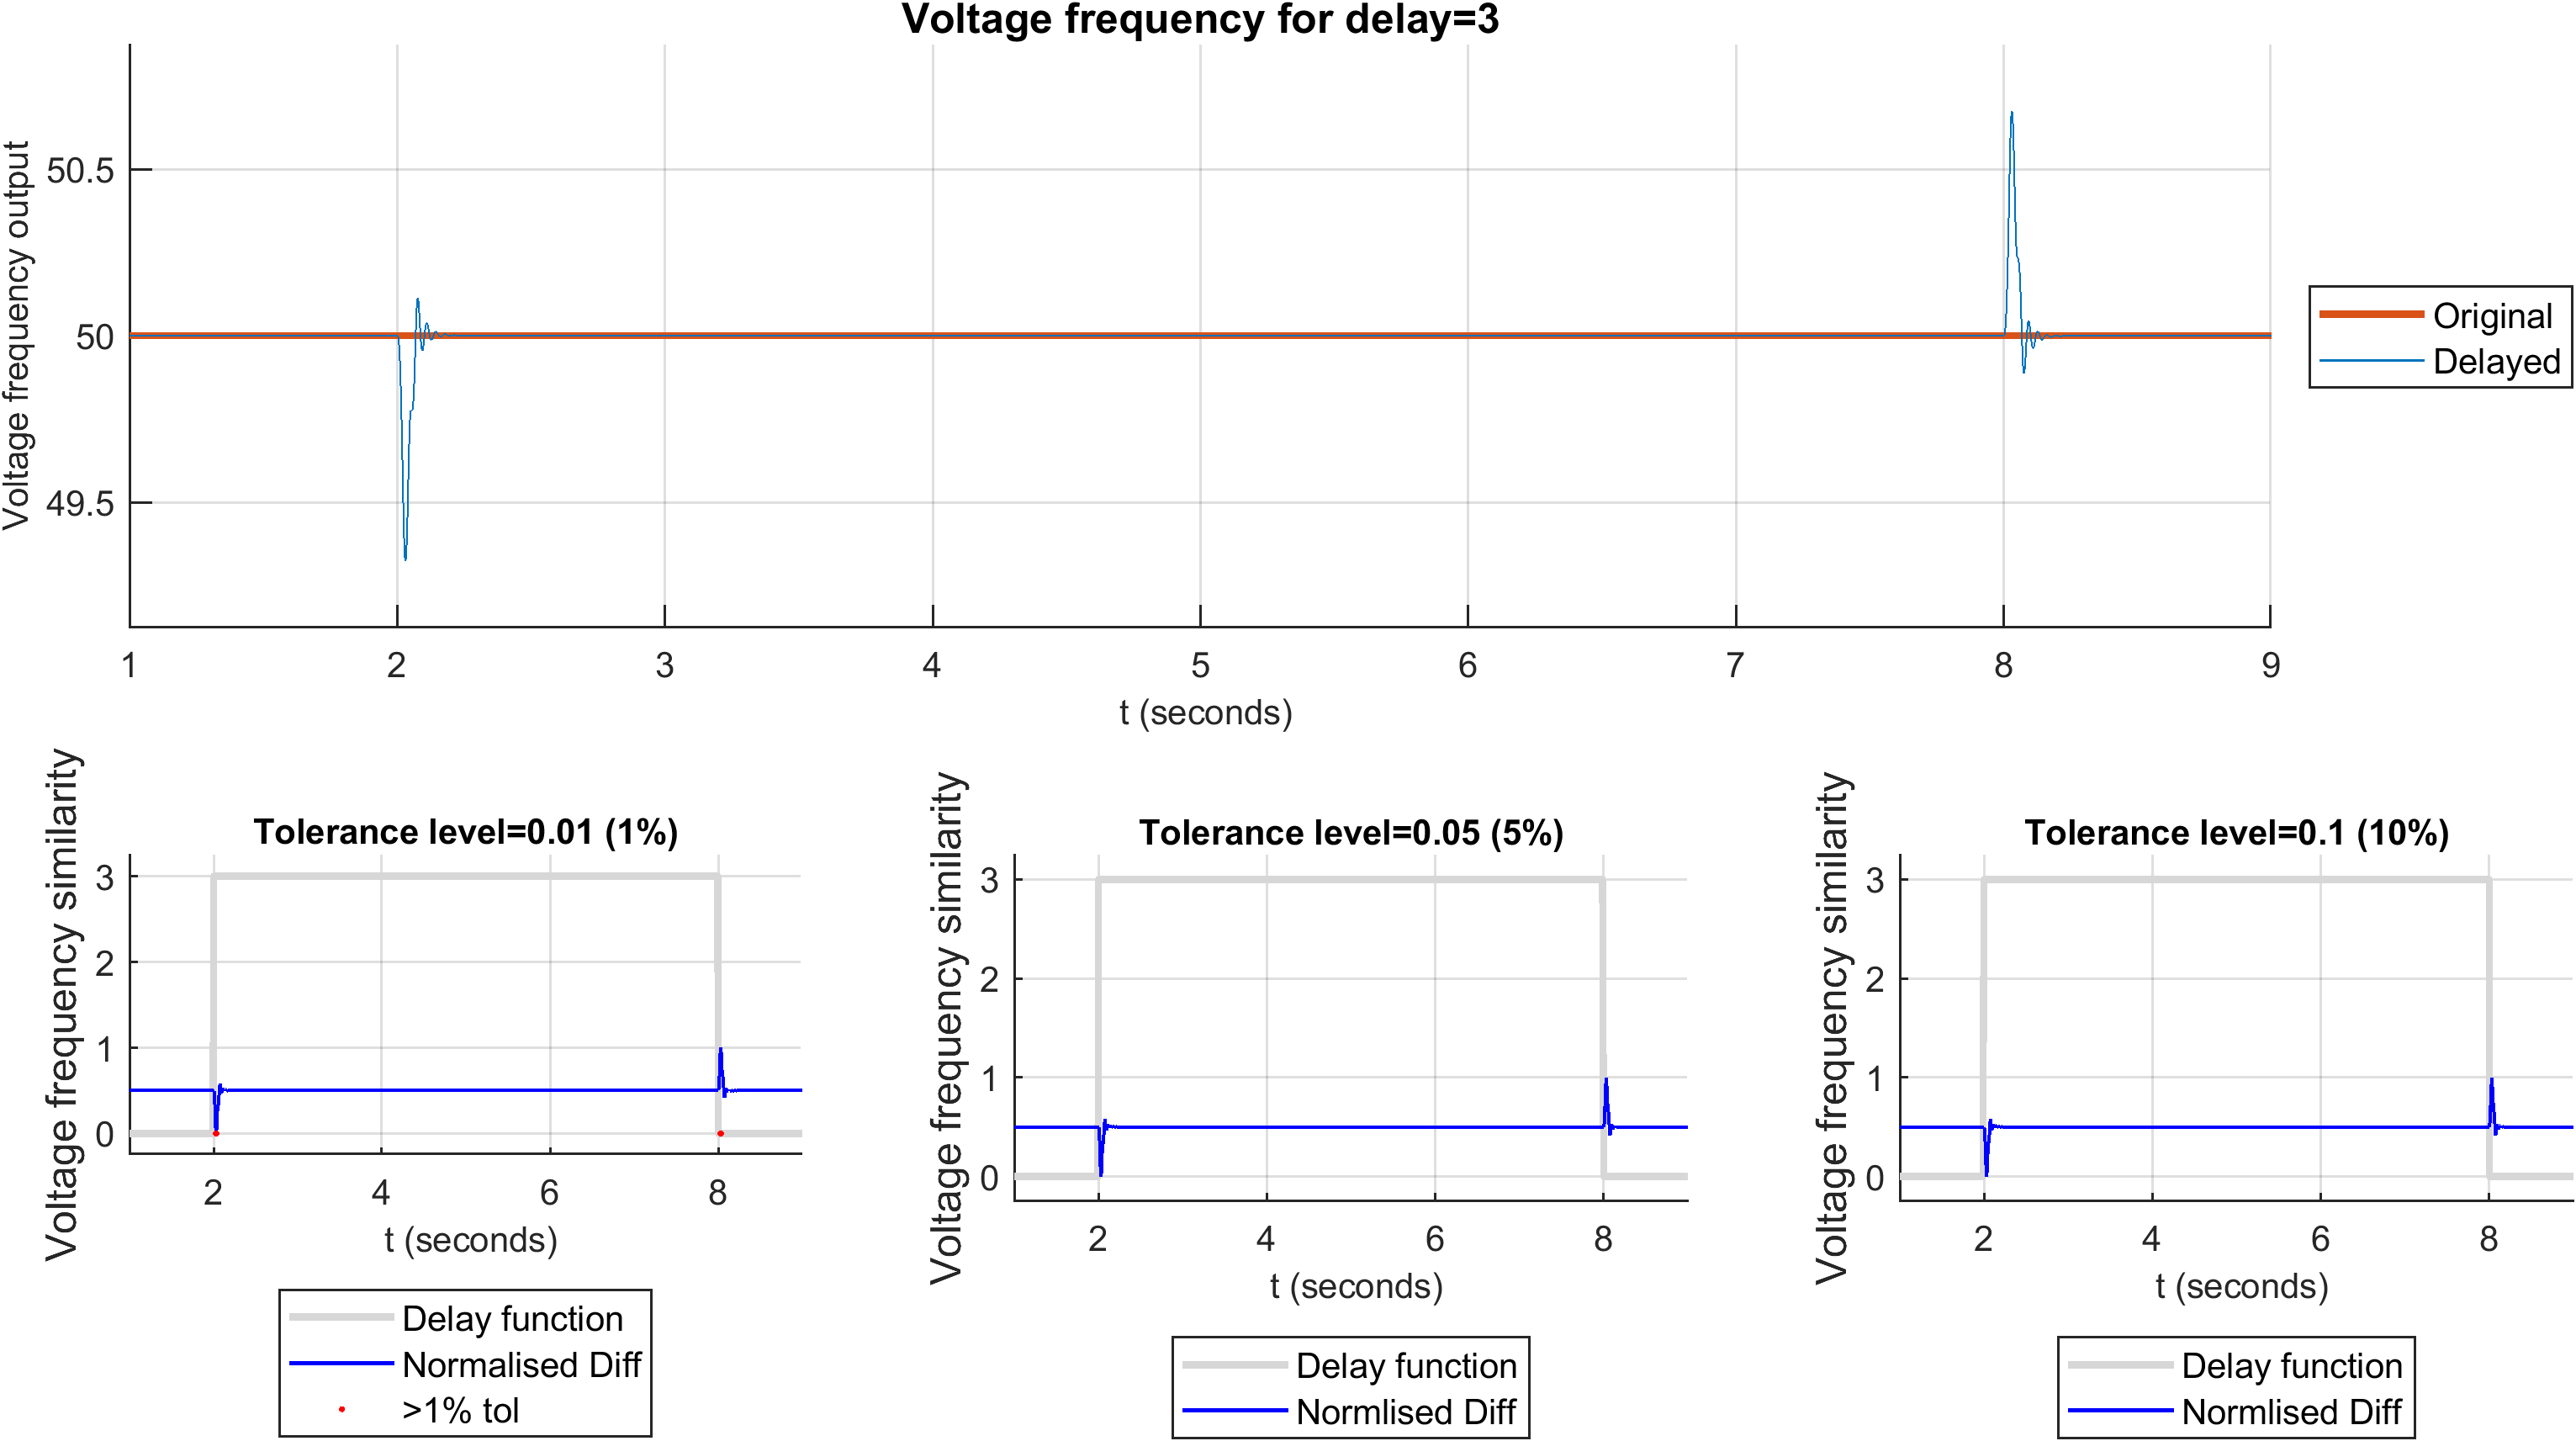 Voltage frequency for delay=3
Voltage frequency output
50.5
50
49.5
1 2 3 4 5 6 7 8 9
t (seconds)
Original
Delayed
Tolerance level=0.01 (1%)
Voltage frequency similarity
3
2
1
0
2 4 6 8
t (seconds)
Delay function
Normalised Diff
>1% tol
Tolerance level=0.05 (5%)
Voltage frequency similarity
3
2
1
0
2 4 6 8
t (seconds)
Delay function
Normlised Diff
Tolerance level=0.1 (10%)
Voltage frequency similarity
3
2
1
0
2 4 6 8
t (seconds)
Delay function
Normlised Diff